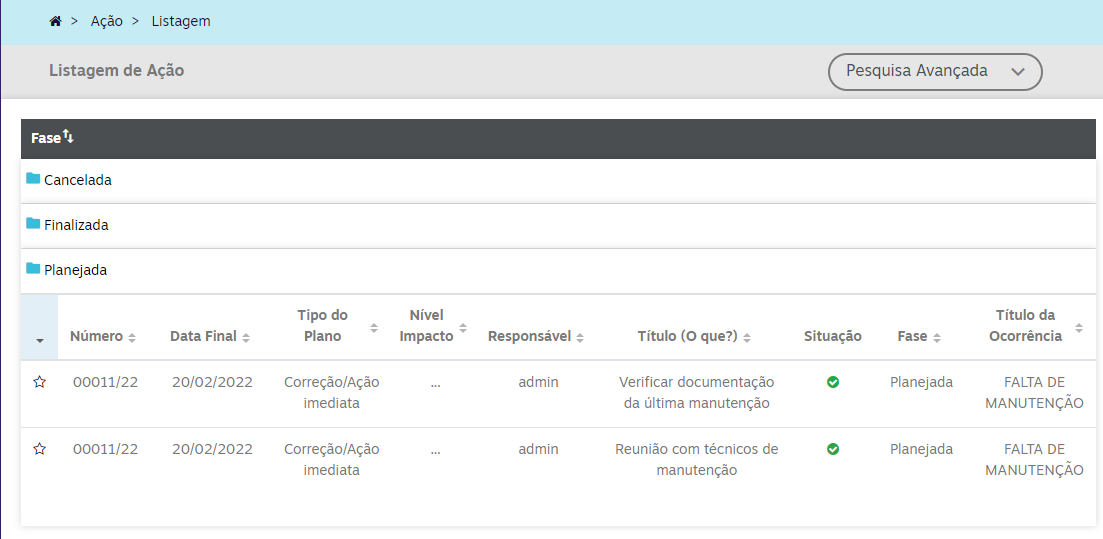 > Ação > Listagem
Listagem de Ação
Pesquisa Avançada
Fase
Cancelada
Finalizada
Planejada
Número Data Final Tipo do Plano Nível Impacto Responsável Título (O que?) Situação Fase Título da Ocorrência
00011/22 20/02/2022 Correção/Ação ... admin Verificar documentação Planejada FALTA DE
imediata da última manutenção MANUTENÇÃO
00011/22 20/02/2022 Correção/Ação ... admin Reunião com técnicos de Planejada FALTA DE
imediata manutenção MANUTENÇÃO